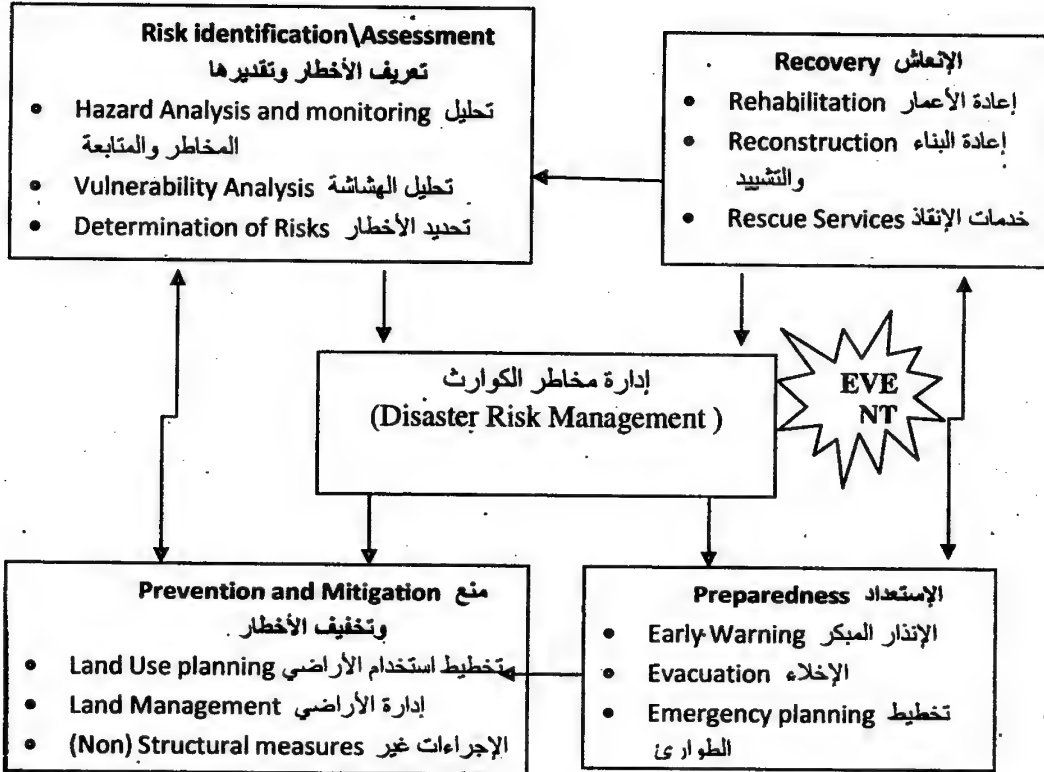 Risk identification\Assessment
تعريف الأخطار وتقديرها
• Hazard Analysis and monitoring تحليل
المخاطر والمتابعة
• Vulnerability Analysis تحليل الهشاشة
• Determination of Risks تحديد الأخطار
Recovery الإنعاش
• Rehabilitation إعادة الأعمار
• Reconstruction إعادة البناء
والتشييد
• Rescue Services خدمات الإنقاذ
إدارة مخاطر الكوارث
(Disaster Risk Management )
EVE
NT
Prevention and Mitigation منع
وتخفيف الأخطار
• Land Use planning تخطيط استخدام الأراضي
• Land Management إدارة الأراضي
• (Non) Structural measures الإجراءات غير
Preparedness الإستعداد
• Early Warning الإنذار المبكر
• Evacuation الإخلاء
• Emergency planning تخطيط
الطوارئ